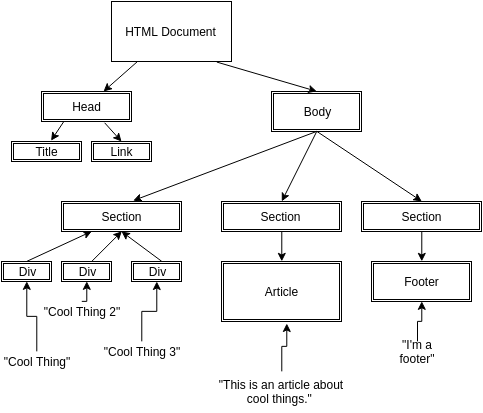 HTML Document
Head
Body
Title
Link
Section
Section
Section
Div
Div
Div
Article
Footer
"Cool Thing 2"
"Cool Thing"
"Cool Thing 3"
"I'm a
footer"
"This is an article about
cool things."